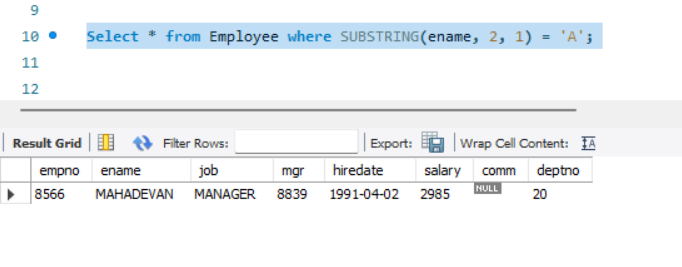 9
10 Select * from Employee where SUBSTRING(ename, 2, 1) = 'A';
11
12
Result Grid Filter Rows: Export: Wrap Cell Content: IA
empno ename job mgr hiredate salary comm deptno
8566 MAHADEVAN MANAGER 8839 1991-04-02 2985 NULL 20